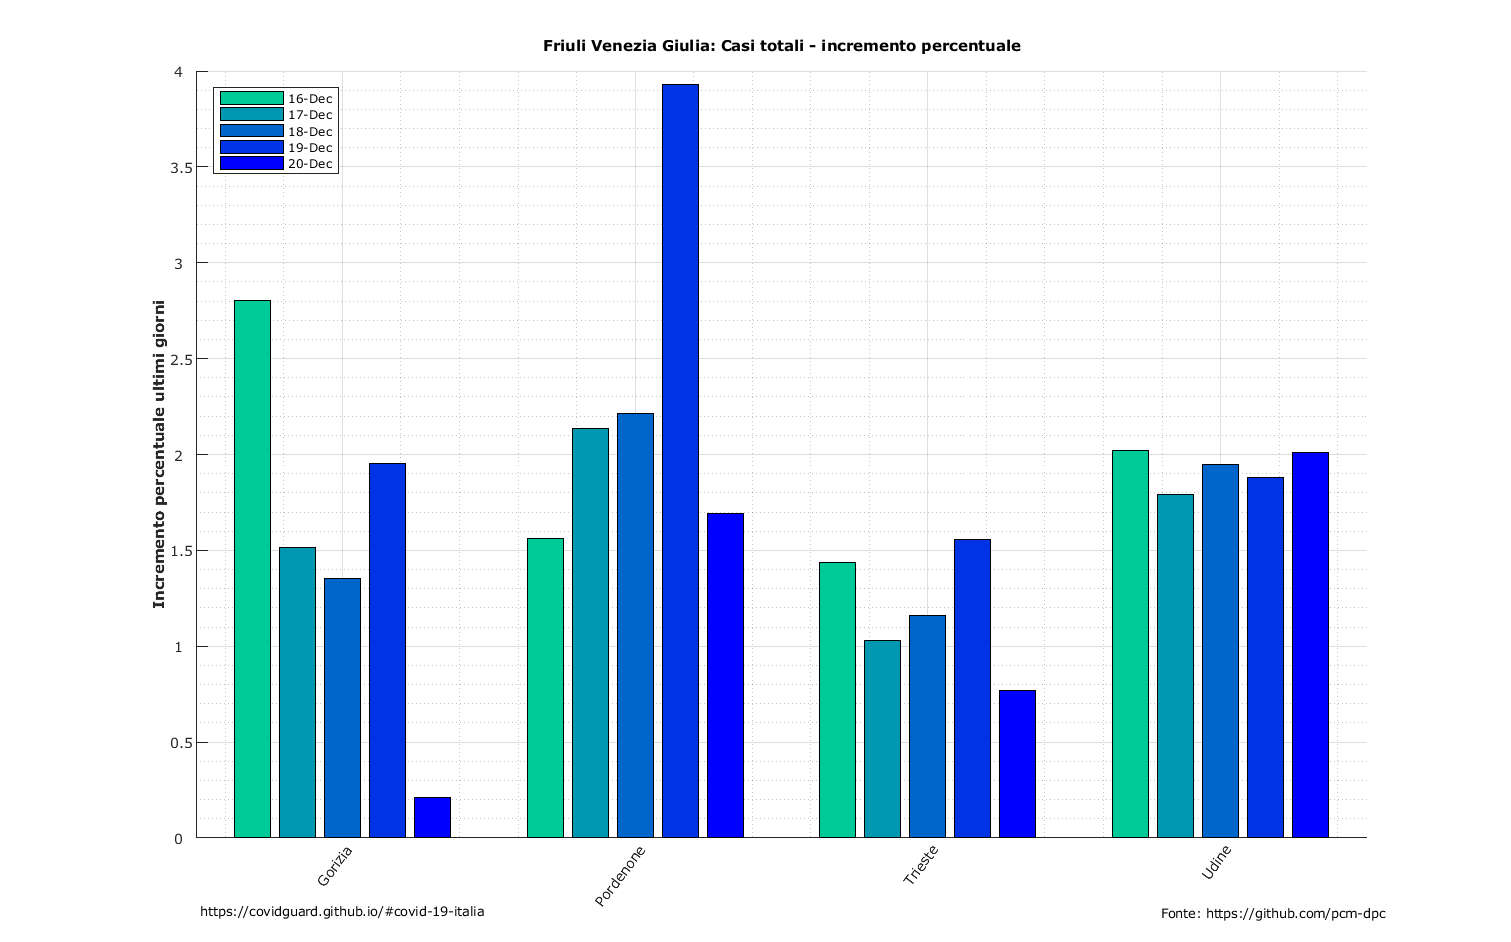 Friuli Venezia Giulia: Casi totali - incremento percentuale
4
3.5
3
2.5
2
1.5
1
0.5
0
Incremento percentuale ultimi giorni
16-Dec
17-Dec
18-Dec
19-Dec
20-Dec
Gorizia
Pordenone
Trieste
Udine
https://covidguard.github.io/#covid-19-italia
Fonte: https://github.com/pcm-dpc